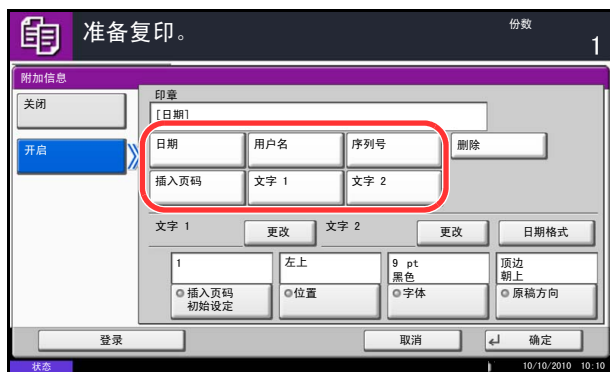 准备复印。
份数
1
附加信息
关闭
开启
印章
[日期]
日期
用户名
序列号
删除
插入页码
文字 1
文字 2
文字 1
更改
文字 2
更改
日期格式
1
左上
9 pt
黑色
顶边
朝上
插入页码
初始设定
位置
字体
原稿方向
登录
取消
确定
状态
10/10/2010 10:10